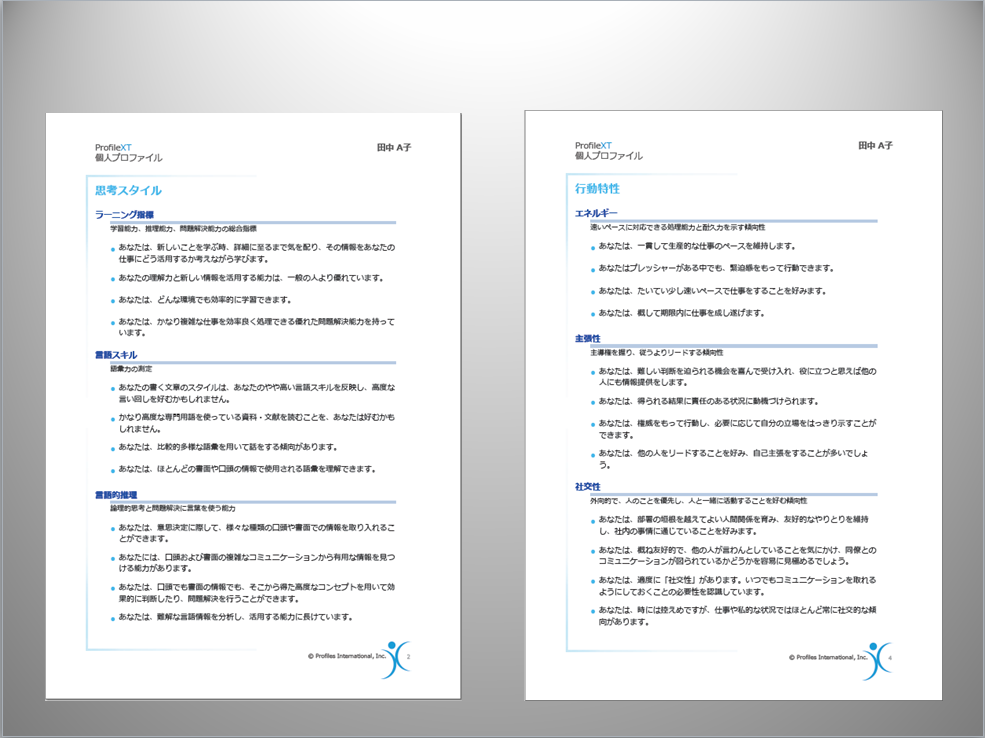 ProfileXT
個人プロファイル
田中 A子
思考スタイル
ラーニング指標
学習能力、推理能力、問題解決能力の総合指標
あなたは、新しいことを学ぶ時、詳細に至るまで気を配り、その情報をあなたの
仕事にどう活用するか考えながら学びます。
あなたの理解力と新しい情報を活用する能力は、一般の人より優れています。
あなたは、どんな環境でも効率的に学習できます。
あなたは、かなり複雑な仕事を効率良く処理できる優れた問題解決能力を持って
います。
言語スキル
語彙力の測定
あなたの書く文章のスタイルは、あなたのやや高い言語スキルを反映し、高度な
言い回しを好むかもしれません。
かなり高度な専門用語を使っている資料・文献を読むことを、あなたは好むかも
しれません。
あなたは、比較的多様な語彙を用いて話をする傾向があります。
あなたは、ほとんどの書面や口頭の情報で使用される語彙を理解できます。
言語的推理
論理的思考と問題解決に言葉を使う能力
あなたは、意思決定に際して、様々な種類の口頭や書面での情報を取り入れるこ
とができます。
あなたには、口頭および書面の複雑なコミュニケーションから有用な情報を見つ
ける能力があります。
あなたは、口頭でも書面の情報でも、そこから得た高度なコンセプトを用いて効
果的に判断したり、問題解決を行うことができます。
あなたは、難解な言語情報を分析し、活用する能力に長けています。
© Profiles International, Inc.
2
ProfileXT
個人プロファイル
田中 A子
行動特性
エネルギー
速いペースに対応できる処理能力と耐久力を示す傾向性
あなたは、一貫して生産的な仕事のペースを維持します。
あなたはプレッシャーがある中でも、緊迫感をもって行動できます。
あなたは、たいてい少し速いペースで仕事をすることを好みます。
あなたは、概して期限内に仕事を成し遂げます。
主張性
主導権を握り、従うよりリードする傾向性
あなたは、難しい判断を迫られる機会を喜んで受け入れ、役に立つと思えば他の
人にも情報提供をします。
あなたは、得られる結果に責任のある状況に動機づけられます。
あなたは、権威をもって行動し、必要に応じて自分の立場をはっきり示すことが
できます。
あなたは、他の人をリードすることを好み、自己主張をすることが多いでしょ
う。
社交性
外向的で、人のことを優先し、人と一緒に活動することを好む傾向性
あなたは、部署の垣根を越えてよい人間関係を育み、友好的なやりとりを維持
し、社内の事情に通じていることを好みます。
あなたは、概ね友好的で、他の人が言わんとしていることを気にかけ、同僚との
コミュニケーションが図られているかどうかを容易に見極めるでしょう。
あなたは、適度に「社交性」があります。いつでもコミュニケーションを取れる
ようにしておくことの必要性を認識しています。
あなたは、時には控えめですが、仕事や私的な状況ではほとんど常に社交的な傾
向があります。
© Profiles International, Inc.
4